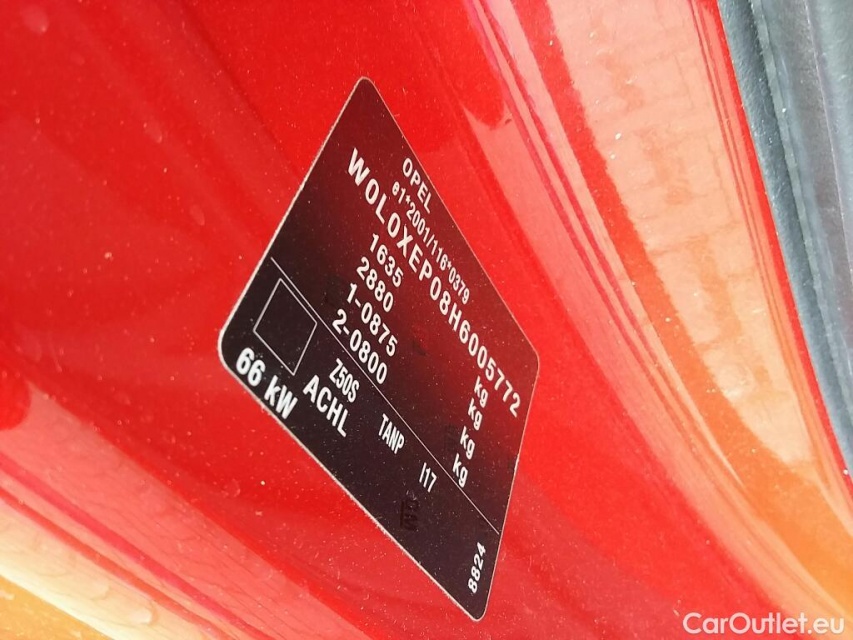 OPEL
e1*2001/116*0379
W0L0XEP08H6005772
1635 kg
2880 kg
1-0875 kg
2-0800 kg
Z50S TANP /17
ACHL
66 kW
8824
CarOutlet.eu